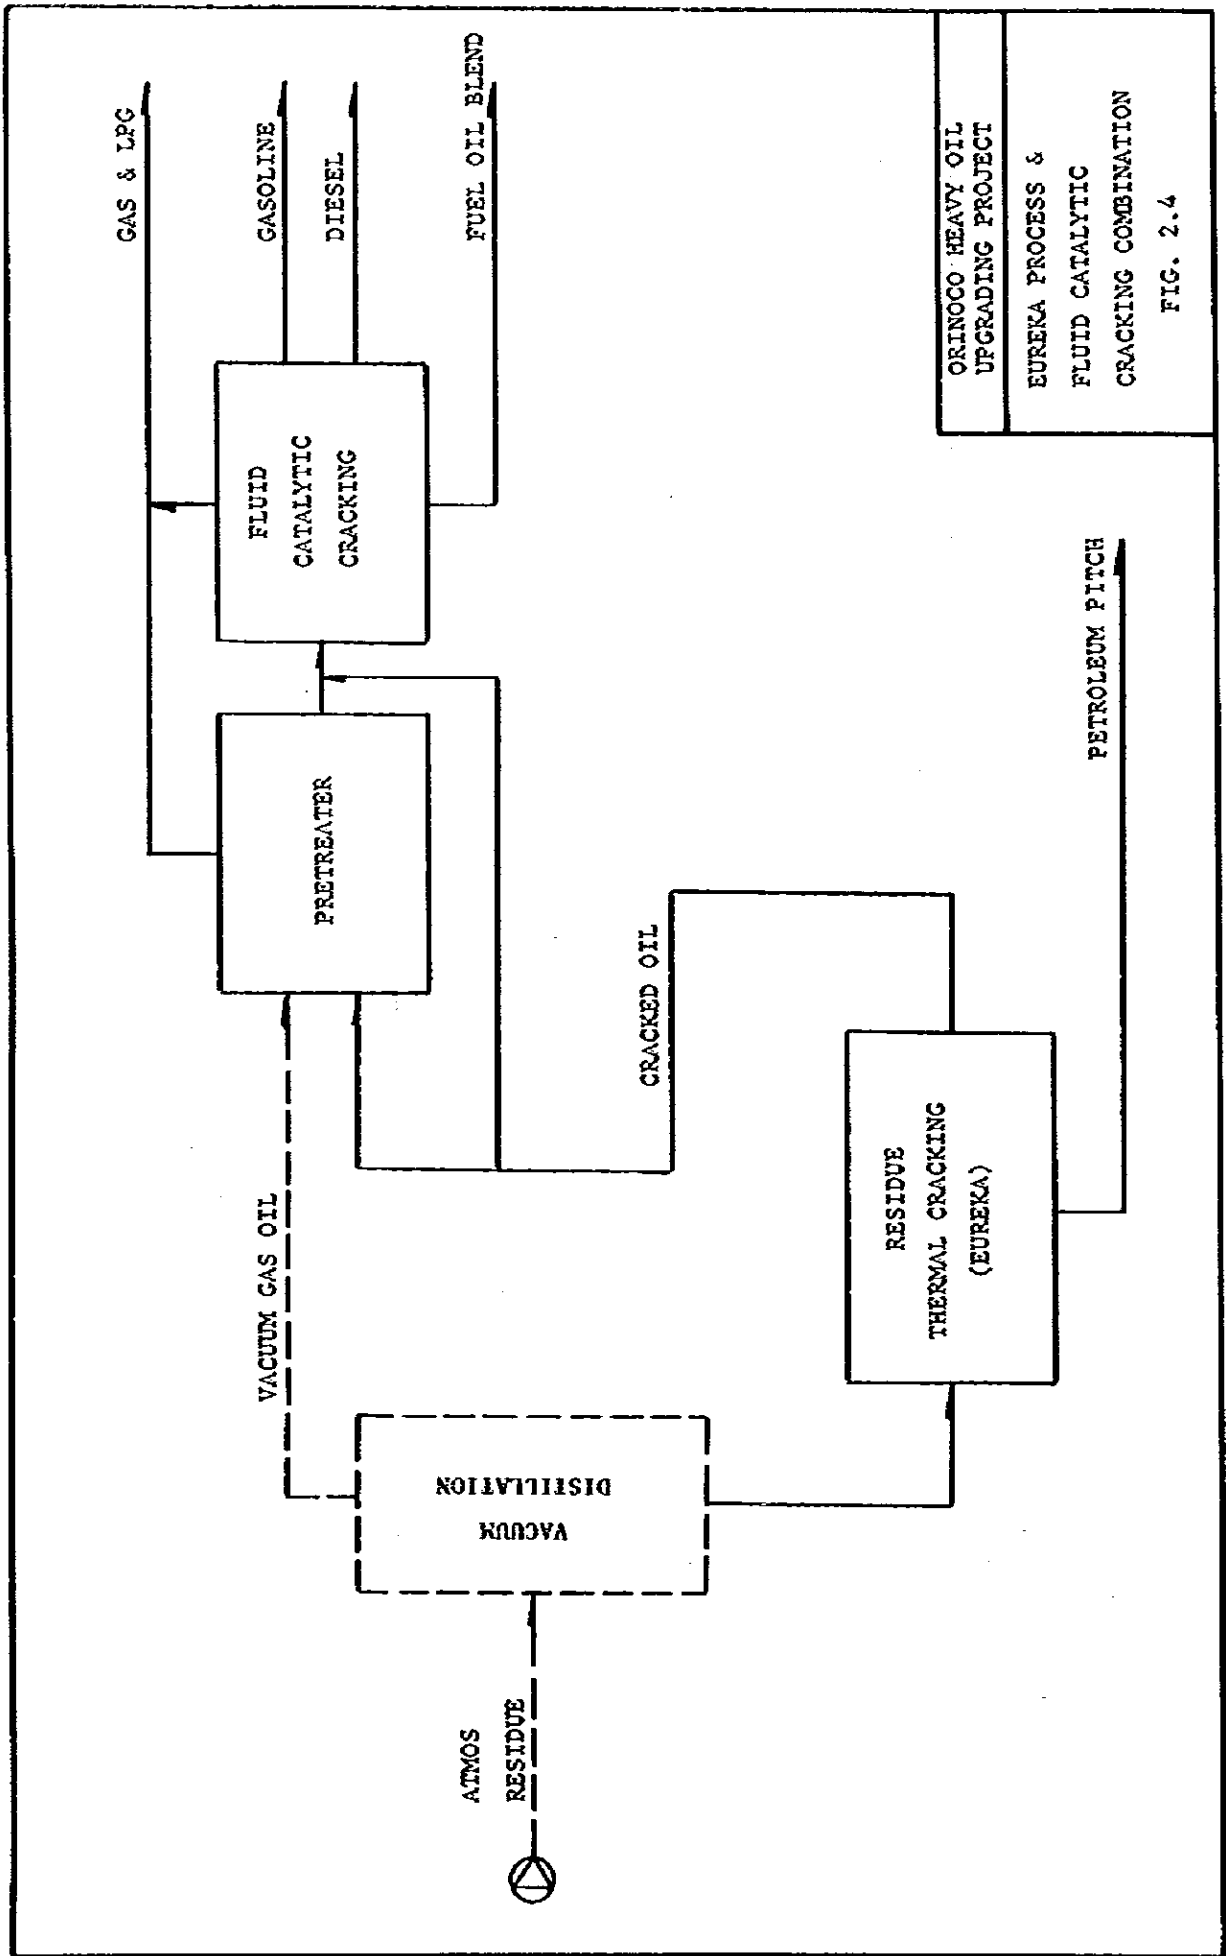 GAS & LPG
GASOLINE
DIESEL
FUEL OIL BLEND
FLUID
CATALYTIC
CRACKING
PRETREATER
VACUUM GAS OIL
CRACKED OIL
VACUUM
DISTILLATION
ATMOS
RESIDUE
RESIDUE
THERMAL CRACKING
(EUREKA)
PETROLEUM PITCH
ORINOCO HEAVY OIL
UPGRADING PROJECT
EUREKA PROCESS &
FLUID CATALYTIC
CRACKING COMBINATION
FIG. 2.4